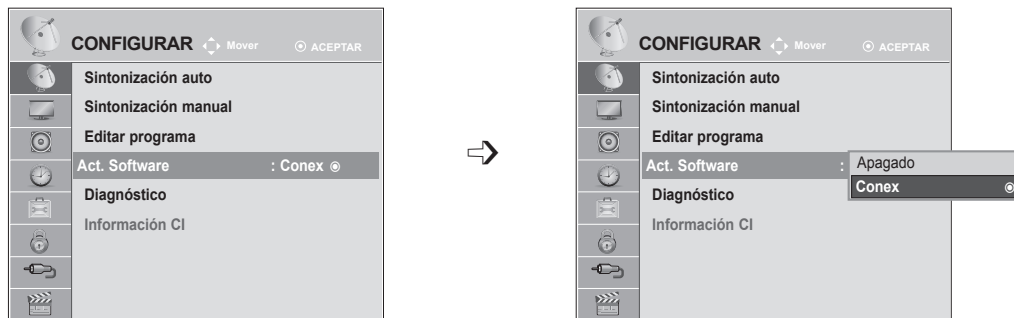 CONFIGURAR Mover ACEPTAR
Sintonización auto
Sintonización manual
Editar programa
Act. Software : Conex
Diagnóstico
Información CI
CONFIGURAR Mover ACEPTAR
Sintonización auto
Sintonización manual
Editar programa
Act. Software :
Apagado
Conex
Diagnóstico
Información CI